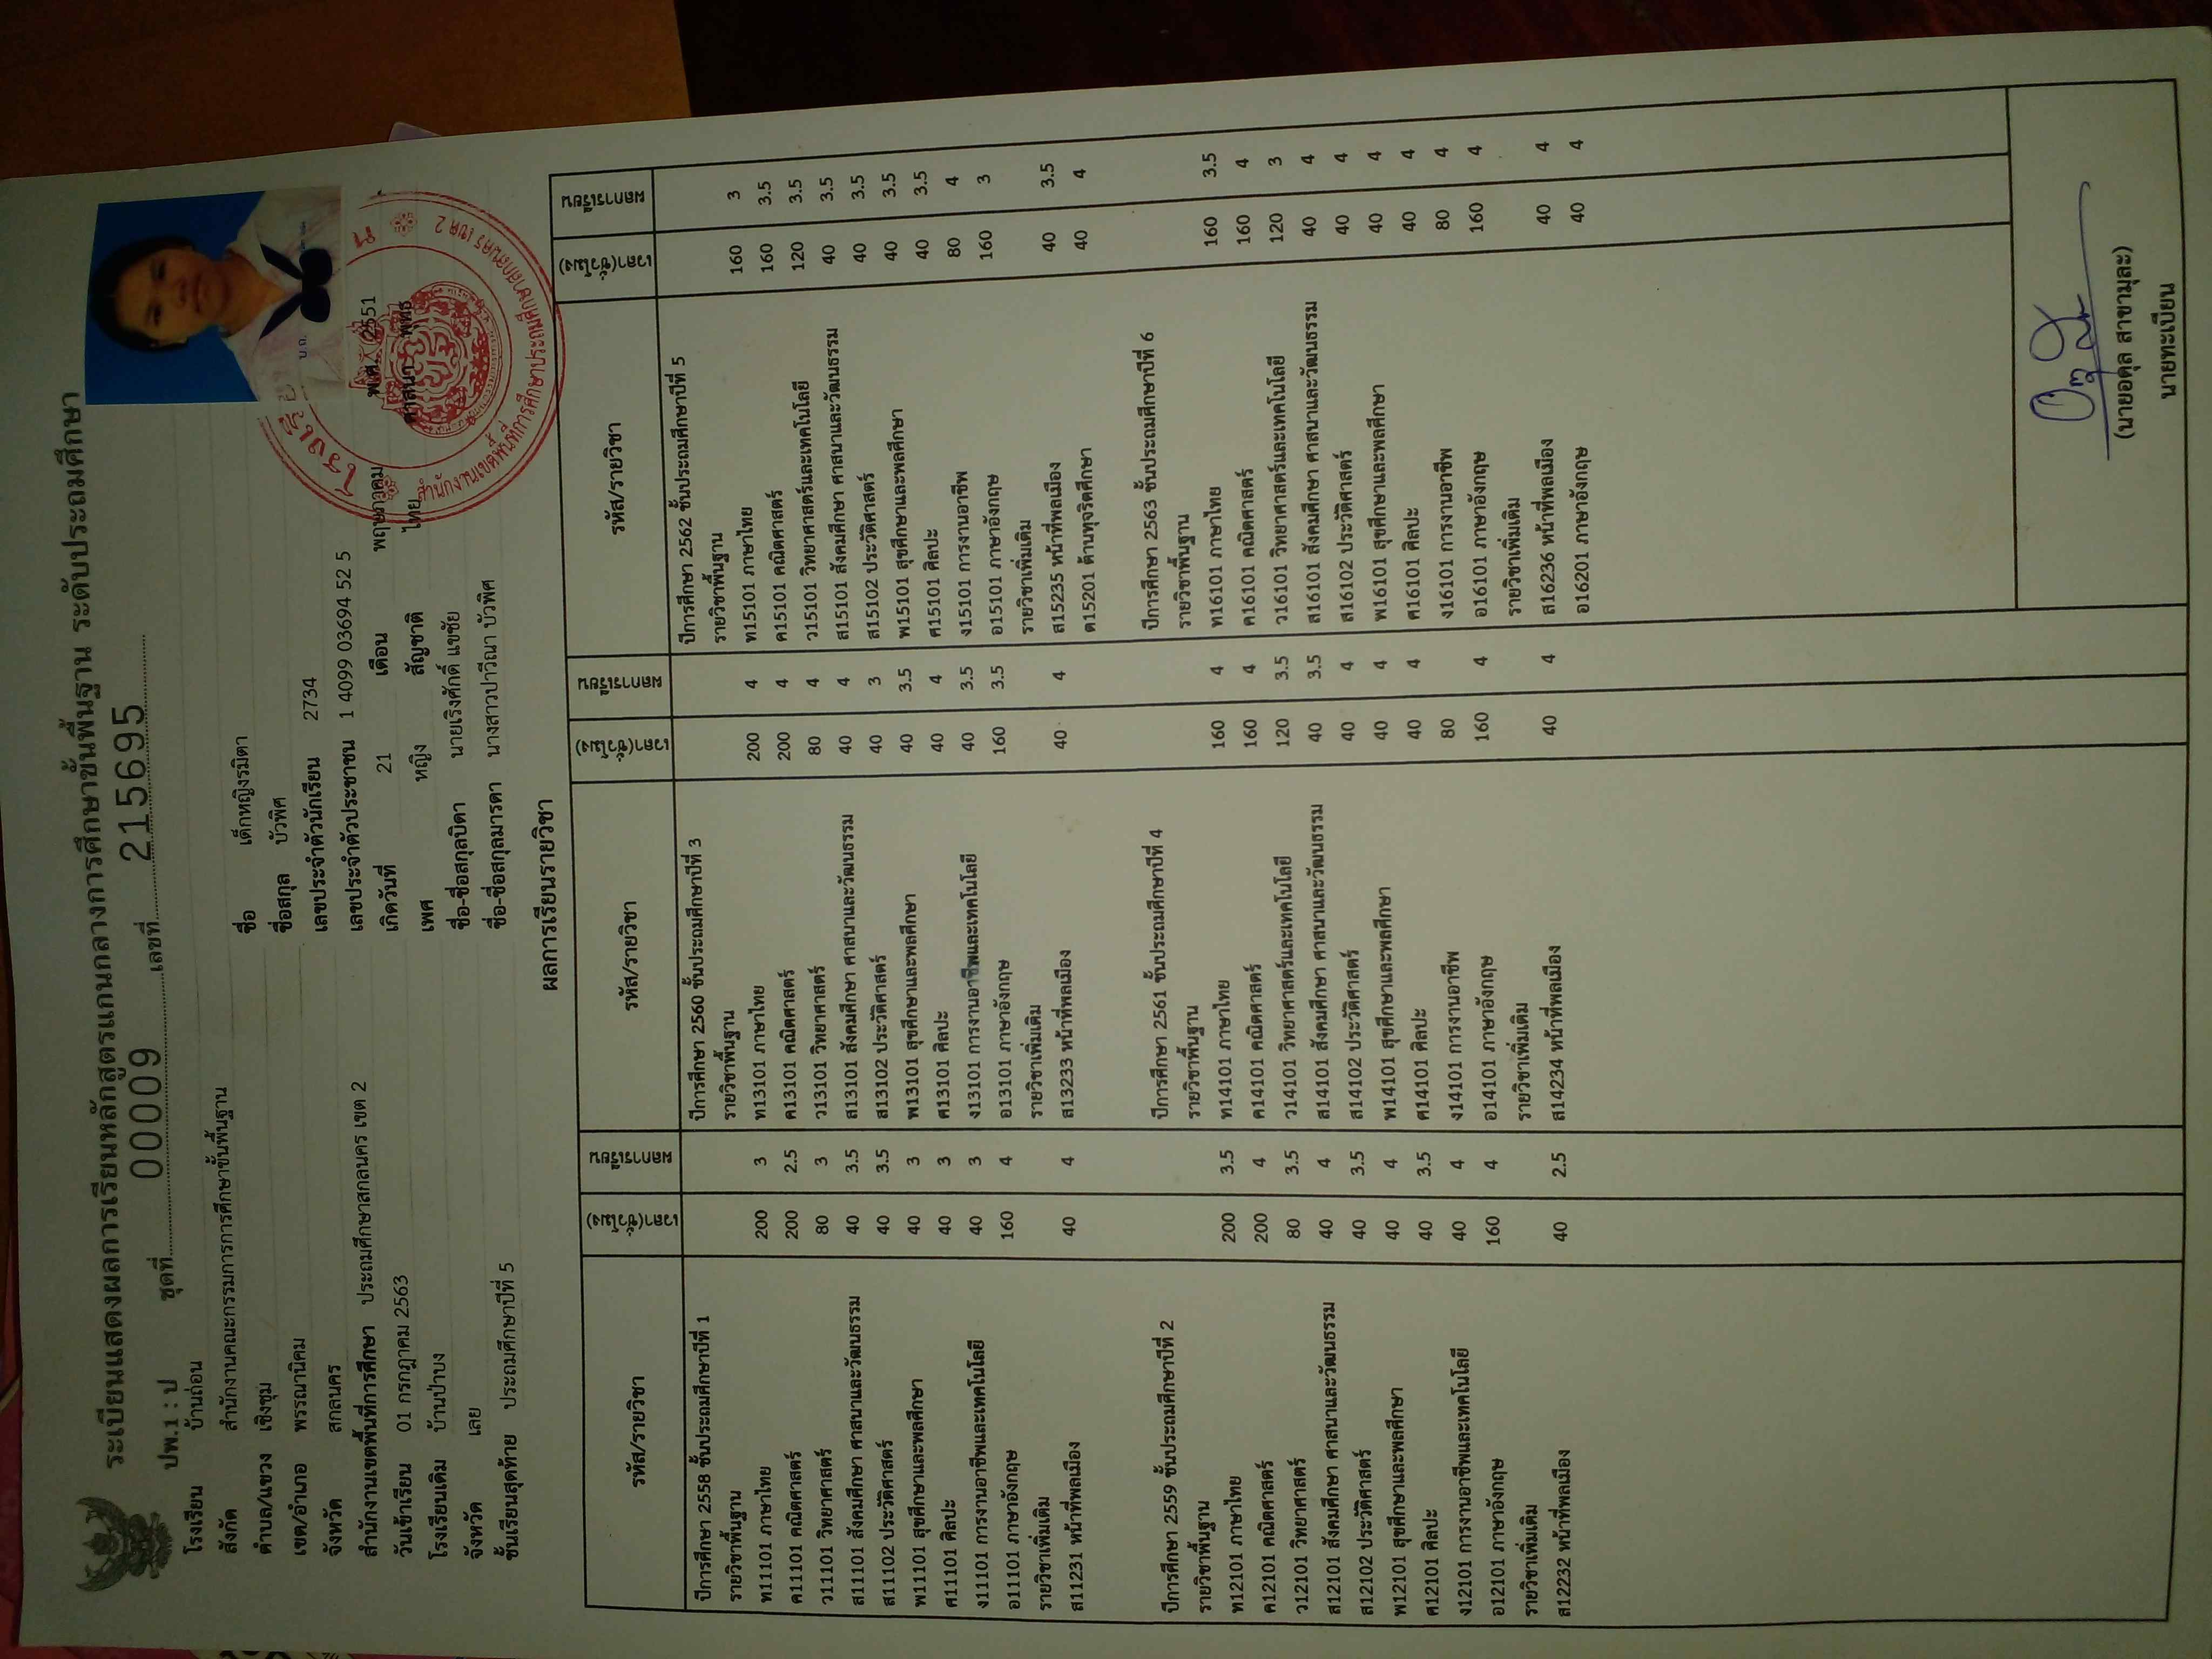 ระเบียนแสดงผลการเรียนหลักสูตรแกนกลางการศึกษาขั้นพื้นฐาน ระดับประถมศึกษา
ปพ.1 : ป ชุดที่ 00009 เลขที่ 215695
โรงเรียน บ้านถ่อน
สังกัด สำนักงานคณะกรรมการการศึกษาขั้นพื้นฐาน
ตำบล/แขวง เชิงชุม
เขต/อำเภอ พรรณานิคม
จังหวัด สกลนคร
สำนักงานเขตพื้นที่การศึกษา ประถมศึกษาสกลนคร เขต 2
วันเข้าเรียน 01 กรกฎาคม 2563
โรงเรียนเดิม บ้านป่าบง
จังหวัด เลย
ชั้นเรียนสุดท้าย ประถมศึกษาปีที่ 5
ชื่อ เด็กหญิงรมิตา
ชื่อสกุล บัวพิศ
เลขประจำตัวนักเรียน 2734
เลขประจำตัวประชาชน 1 4099 03694 52 5
เกิดวันที่ 21 เดือน พฤษภาคม พ.ศ. 2551
เพศ หญิง สัญชาติ ไทย ศาสนา พุทธ
ชื่อ-ชื่อสกุลบิดา นายเริงศักดิ์ แขชัย
ชื่อ-ชื่อสกุลมารดา นางสาวปาวีณา บัวพิศ
สำนักงานเขตพื้นที่การศึกษาประถมศึกษาสกลนคร เขต 2
ผลการเรียนรายวิชา
รหัส/รายวิชา เวลา(ชั่วโมง) ผลการเรียน
ปีการศึกษา 2558 ชั้นประถมศึกษาปีที่ 1
รายวิชาพื้นฐาน
ท11101 ภาษาไทย 200 3
ค11101 คณิตศาสตร์ 200 2.5
ว11101 วิทยาศาสตร์ 80 3
ส11101 สังคมศึกษา ศาสนาและวัฒนธรรม 40 3.5
ส11102 ประวัติศาสตร์ 40 3.5
พ11101 สุขศึกษาและพลศึกษา 40 3
ศ11101 ศิลปะ 40 3
ง11101 การงานอาชีพและเทคโนโลยี 40 3
อ11101 ภาษาอังกฤษ 160 4
รายวิชาเพิ่มเติม
ส11231 หน้าที่พลเมือง 40 4
ปีการศึกษา 2559 ชั้นประถมศึกษาปีที่ 2
รายวิชาพื้นฐาน
ท12101 ภาษาไทย 200 3.5
ค12101 คณิตศาสตร์ 200 4
ว12101 วิทยาศาสตร์ 80 3.5
ส12101 สังคมศึกษา ศาสนาและวัฒนธรรม 40 4
ส12102 ประวัติศาสตร์ 40 3.5
พ12101 สุขศึกษาและพลศึกษา 40 4
ศ12101 ศิลปะ 40 3.5
ง12101 การงานอาชีพและเทคโนโลยี 40 4
อ12101 ภาษาอังกฤษ 160 4
รายวิชาเพิ่มเติม
ส12232 หน้าที่พลเมือง 40 2.5
รหัส/รายวิชา เวลา(ชั่วโมง) ผลการเรียน
ปีการศึกษา 2560 ชั้นประถมศึกษาปีที่ 3
รายวิชาพื้นฐาน
ท13101 ภาษาไทย 200 4
ค13101 คณิตศาสตร์ 200 4
ว13101 วิทยาศาสตร์ 80 4
ส13101 สังคมศึกษา ศาสนาและวัฒนธรรม 40 4
ส13102 ประวัติศาสตร์ 40 3
พ13101 สุขศึกษาและพลศึกษา 40 3.5
ศ13101 ศิลปะ 40 4
ง13101 การงานอาชีพและเทคโนโลยี 40 3.5
อ13101 ภาษาอังกฤษ 160 3.5
รายวิชาเพิ่มเติม
ส13233 หน้าที่พลเมือง 40 4
ปีการศึกษา 2561 ชั้นประถมศึกษาปีที่ 4
รายวิชาพื้นฐาน
ท14101 ภาษาไทย 160 4
ค14101 คณิตศาสตร์ 160 4
ว14101 วิทยาศาสตร์และเทคโนโลยี 120 3.5
ส14101 สังคมศึกษา ศาสนาและวัฒนธรรม 40 3.5
ส14102 ประวัติศาสตร์ 40 4
พ14101 สุขศึกษาและพลศึกษา 40 4
ศ14101 ศิลปะ 40 4
ง14101 การงานอาชีพ 80
อ14101 ภาษาอังกฤษ 160 4
รายวิชาเพิ่มเติม
ส14234 หน้าที่พลเมือง 40 4
รหัส/รายวิชา เวลา(ชั่วโมง) ผลการเรียน
ปีการศึกษา 2562 ชั้นประถมศึกษาปีที่ 5
รายวิชาพื้นฐาน
ท15101 ภาษาไทย 160 3
ค15101 คณิตศาสตร์ 160 3.5
ว15101 วิทยาศาสตร์และเทคโนโลยี 120 3.5
ส15101 สังคมศึกษา ศาสนาและวัฒนธรรม 40 3.5
ส15102 ประวัติศาสตร์ 40 3.5
พ15101 สุขศึกษาและพลศึกษา 40 3.5
ศ15101 ศิลปะ 40 3.5
ง15101 การงานอาชีพ 80 4
อ15101 ภาษาอังกฤษ 160 3
รายวิชาเพิ่มเติม
ส15235 หน้าที่พลเมือง 40 3.5
ต15201 ต้านทุจริตศึกษา 40 4
ปีการศึกษา 2563 ชั้นประถมศึกษาปีที่ 6
รายวิชาพื้นฐาน
ท16101 ภาษาไทย 160 3.5
ค16101 คณิตศาสตร์ 160 4
ว16101 วิทยาศาสตร์และเทคโนโลยี 120 3
ส16101 สังคมศึกษา ศาสนาและวัฒนธรรม 40 4
ส16102 ประวัติศาสตร์ 40 4
พ16101 สุขศึกษาและพลศึกษา 40 4
ศ16101 ศิลปะ 40 4
ง16101 การงานอาชีพ 80 4
อ16101 ภาษาอังกฤษ 160 4
รายวิชาเพิ่มเติม
ส16236 หน้าที่พลเมือง 40 4
อ16201 ภาษาอังกฤษ 40 4
(นายอดุล สาขามุละ)
นายทะเบียน